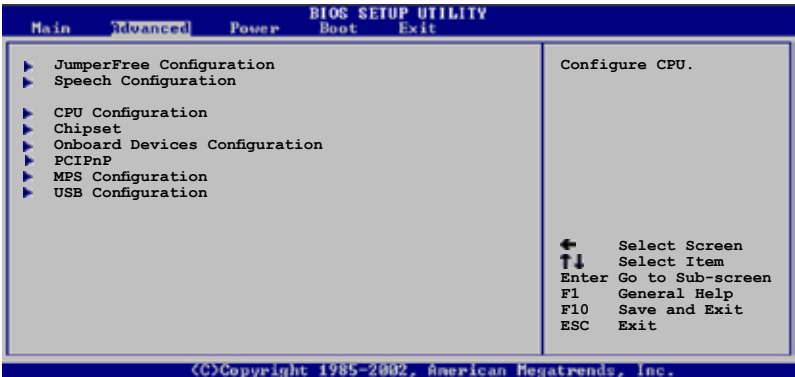 BIOS SETUP UTILITY
Main Advanced Power Boot Exit
JumperFree Configuration
Speech Configuration
CPU Configuration
Chipset
Onboard Devices Configuration
PCIPnP
MPS Configuration
USB Configuration
Configure CPU.
← Select Screen
↑↓ Select Item
Enter Go to Sub-screen
F1 General Help
F10 Save and Exit
ESC Exit
(C)Copyright 1985-2002, American Megatrends, Inc.